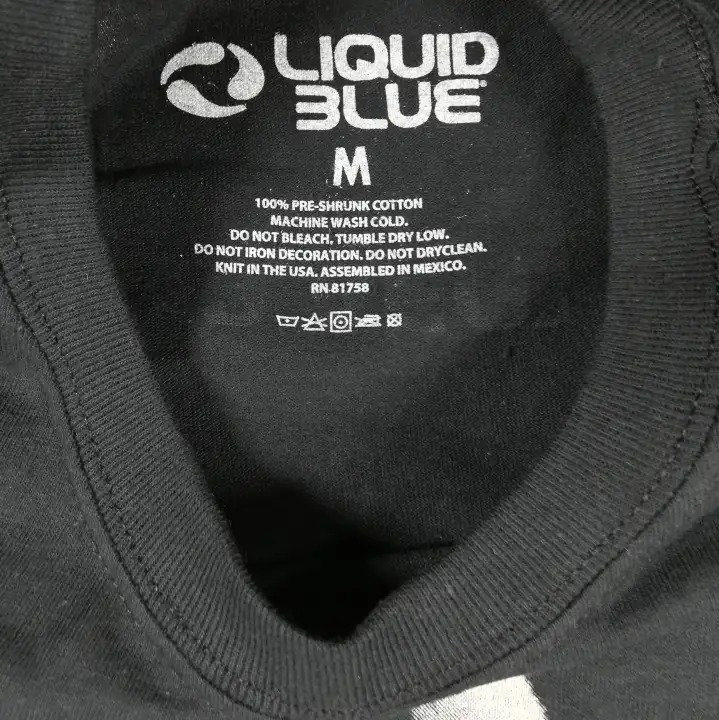 LIQUID
BLUE®
M
100% PRE-SHRUNK COTTON
MACHINE WASH COLD.
DO NOT BLEACH, TUMBLE DRY LOW.
DO NOT IRON DECORATION. DO NOT DRYCLEAN.
KNIT IN THE USA. ASSEMBLED IN MEXICO.
RN 81758